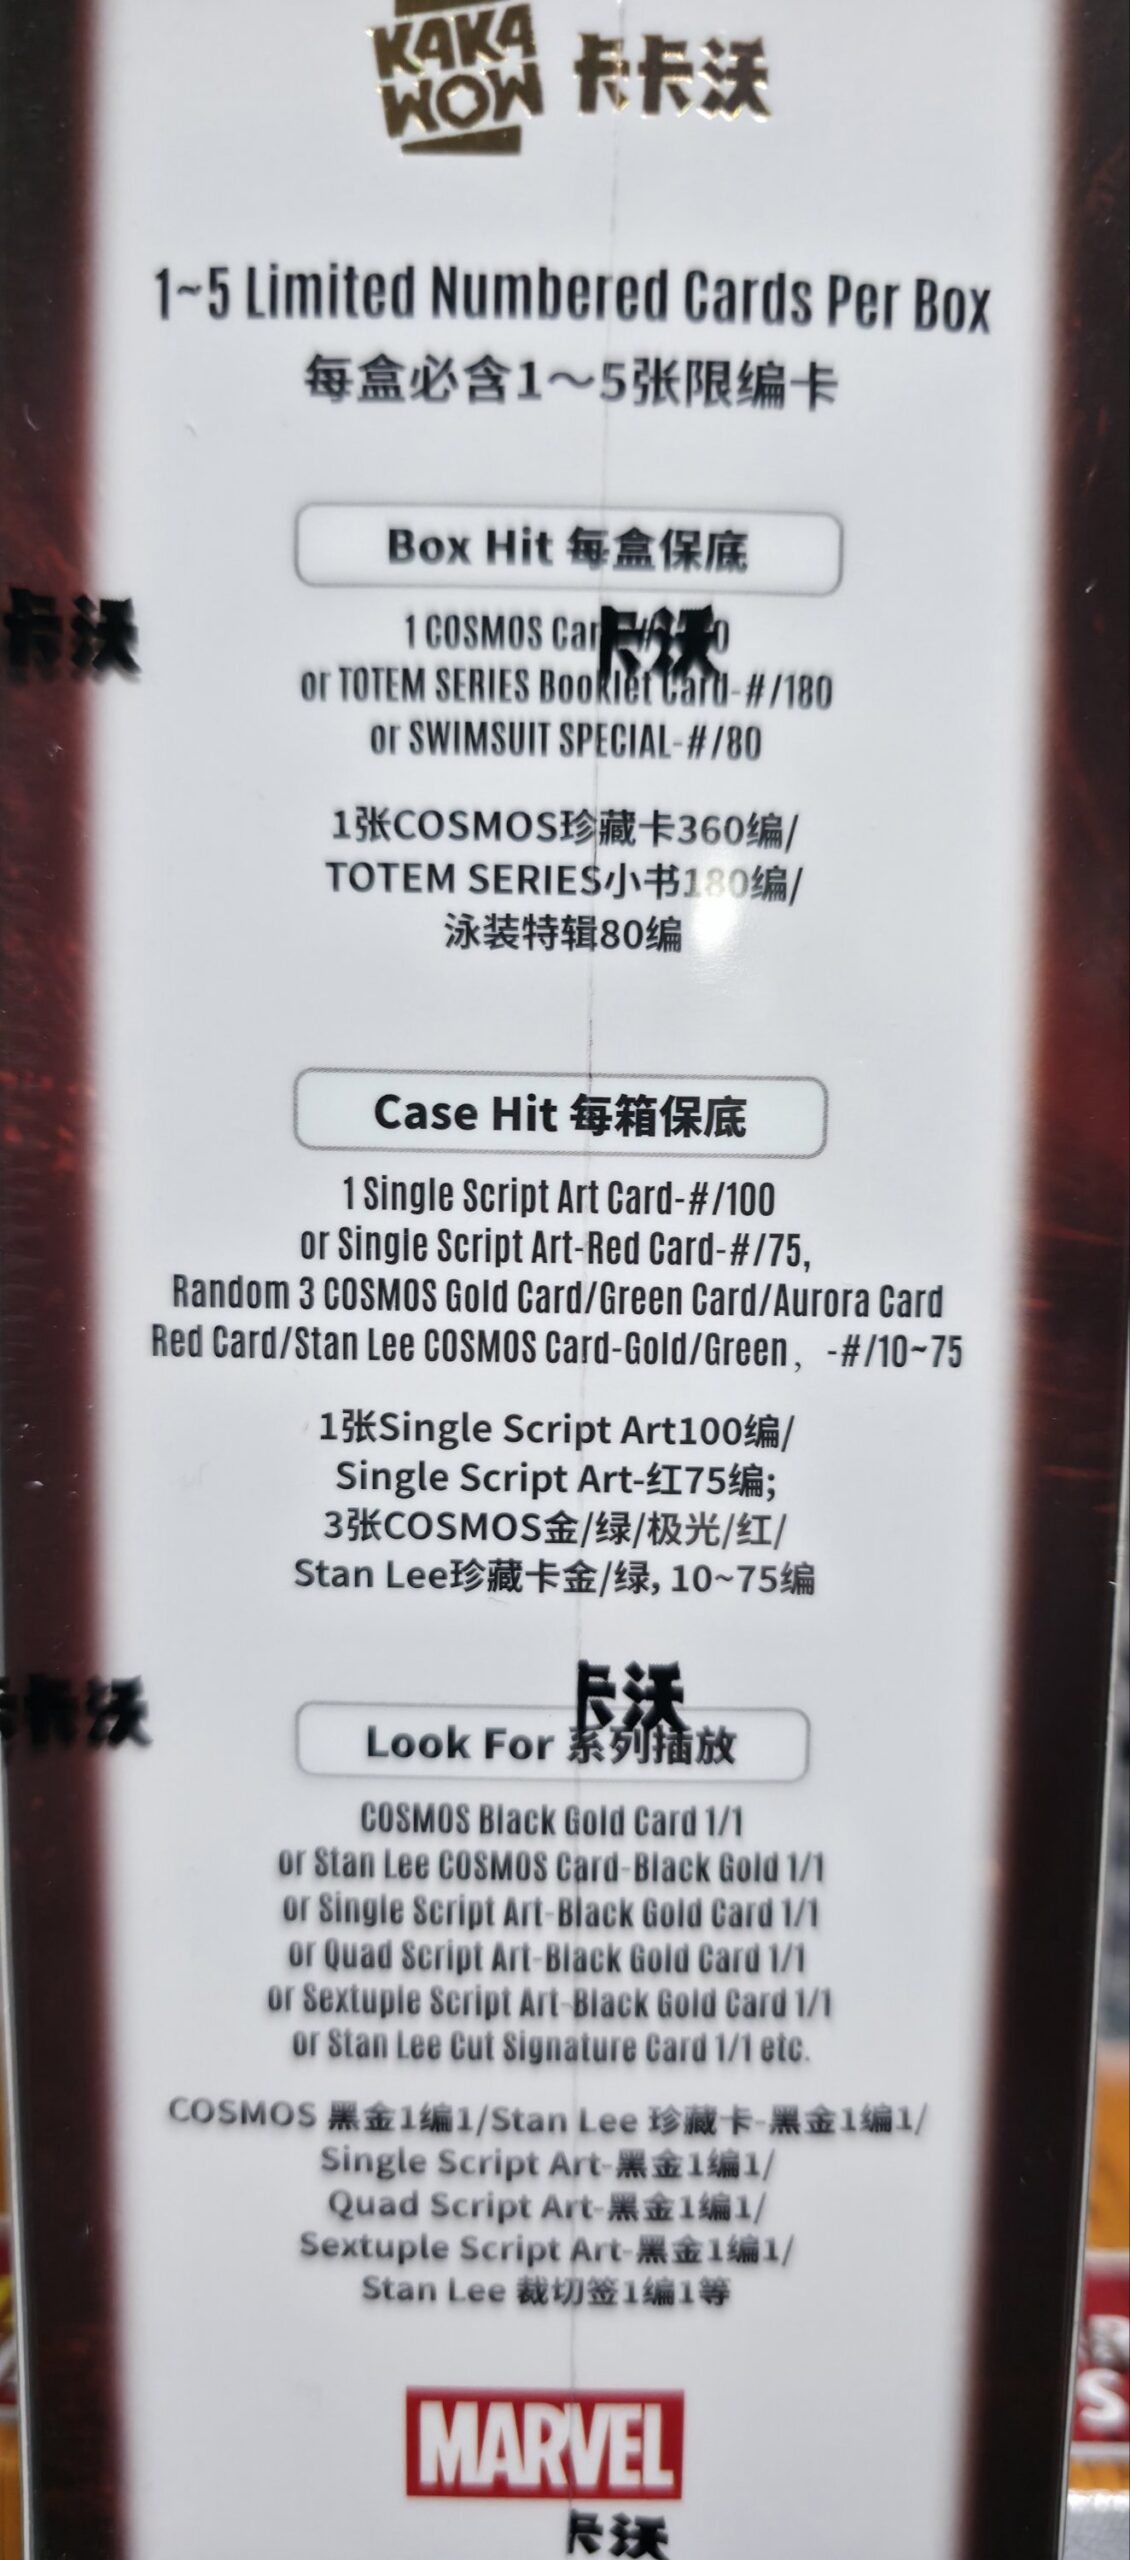 KAKA WOW 卡卡沃
1~5 Limited Numbered Cards Per Box
每盒必含1～5张限编卡
Box Hit 每盒保底
卡沃
卡沃
1 COSMOS
or TOTEM SERIES Booklet Card-#/180
or SWIMSUIT SPECIAL-#/80
1张COSMOS珍藏卡360编/
TOTEM SERIES小书180编/
泳装特辑80编
Case Hit 每箱保底
1 Single Script Art Card-#/100
or Single Script Art-Red Card-#/75,
Random 3 COSMOS Gold Card/Green Card/Aurora Card
Red Card/Stan Lee COSMOS Card-Gold/Green，-#/10~75
1张Single Script Art100编/
Single Script Art-红75编;
3张COSMOS金/绿/极光/红/
Stan Lee珍藏卡金/绿, 10~75编
卡沃
卡沃
Look For 系列插放
COSMOS Black Gold Card 1/1
or Stan Lee COSMOS Card-Black Gold 1/1
or Single Script Art-Black Gold Card 1/1
or Quad Script Art-Black Gold Card 1/1
or Sextuple Script Art-Black Gold Card 1/1
or Stan Lee Cut Signature Card 1/1 etc.
COSMOS 黑金1编1/Stan Lee 珍藏卡-黑金1编1/
Single Script Art-黑金1编1/
Quad Script Art-黑金1编1/
Sextuple Script Art-黑金1编1/
Stan Lee 裁切签1编1等
MARVEL
卡沃